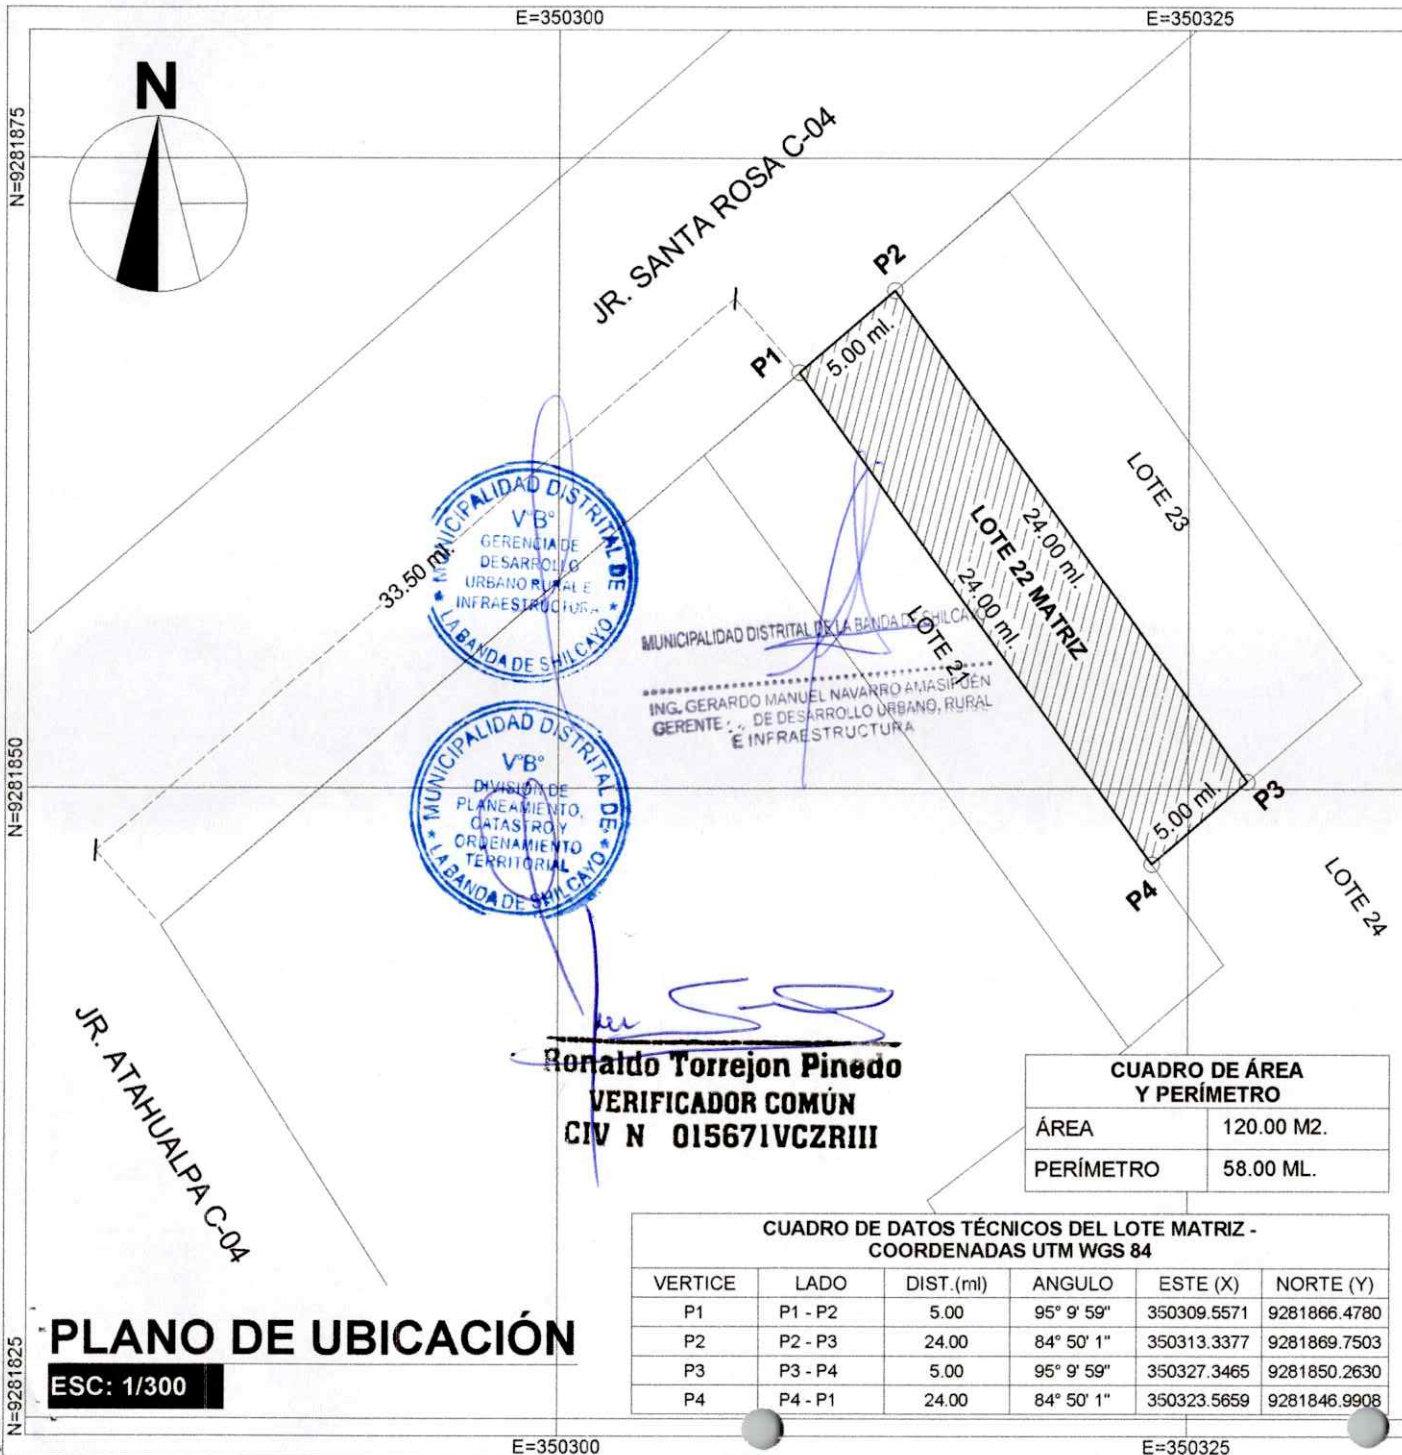 E=350300
E=350325
N
N=9281875
JR. SANTA ROSA C-04
P2
P1
5.00 ml.
LOTE 23
24.00 ml.
LOTE 22 MATRIZ
24.00 ml.
LOTE 21
33.50 ml.
MUNICIPALIDAD DISTRITAL DE
V°B°
GERENCIA DE
DESARROLLO
URBANO RURAL E
INFRAESTRUCTURA
LA BANDA DE SHILCAYO
MUNICIPALIDAD DISTRITAL DE LA BANDA DE SHILCAYO
ING. GERARDO MANUEL NAVARRO AMASIFUÉN
GERENTE DE DESARROLLO URBANO, RURAL
E INFRAESTRUCTURA
MUNICIPALIDAD DISTRITAL DE
V°B°
DIVISIÓN DE
PLANEAMIENTO,
CATASTRO Y
ORDENAMIENTO
TERRITORIAL
LA BANDA DE SHILCAYO
N=9281850
P3
5.00 ml.
P4
LOTE 24
JR. ATAHUALPA C-04
Ronaldo Torrejon Pinedo
VERIFICADOR COMÚN
CIV N 015671VCZRIII
CUADRO DE ÁREA
Y PERÍMETRO
ÁREA 120.00 M2.
PERÍMETRO 58.00 ML.
CUADRO DE DATOS TÉCNICOS DEL LOTE MATRIZ -
COORDENADAS UTM WGS 84
VERTICE LADO DIST.(ml) ANGULO ESTE (X) NORTE (Y)
P1 P1 - P2 5.00 95° 9' 59" 350309.5571 9281866.4780
P2 P2 - P3 24.00 84° 50' 1" 350313.3377 9281869.7503
P3 P3 - P4 5.00 95° 9' 59" 350327.3465 9281850.2630
P4 P4 - P1 24.00 84° 50' 1" 350323.5659 9281846.9908
PLANO DE UBICACIÓN
ESC: 1/300
N=9281825
E=350300
E=350325